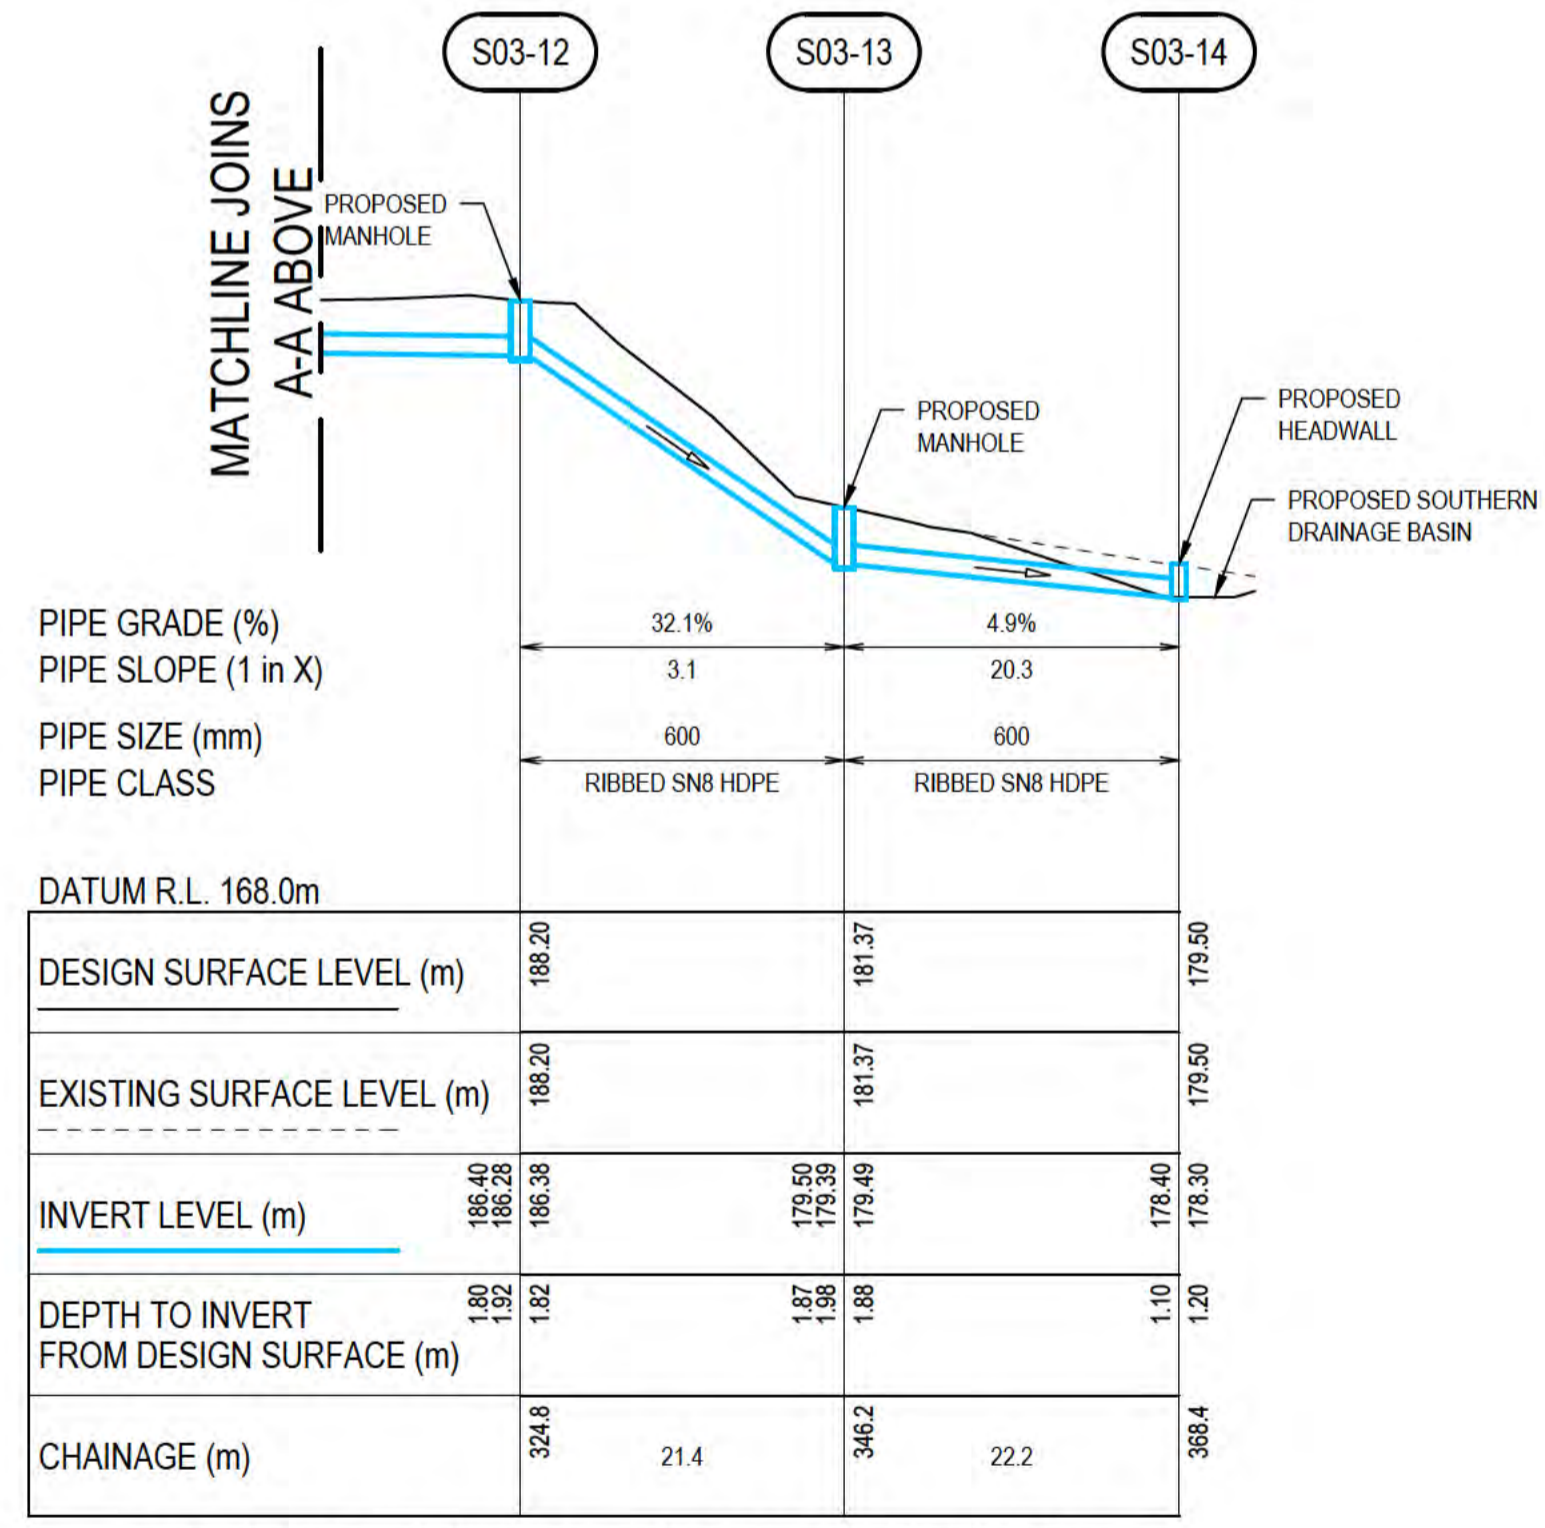 S03-12
S03-13
S03-14
MATCHLINE JOINS
A-A ABOVE
PROPOSED
MANHOLE
PROPOSED
MANHOLE
PROPOSED
HEADWALL
PROPOSED SOUTHERN
DRAINAGE BASIN
PIPE GRADE (%)
32.1%
4.9%
PIPE SLOPE (1 in X)
3.1
20.3
PIPE SIZE (mm)
600
600
PIPE CLASS
RIBBED SN8 HDPE
RIBBED SN8 HDPE
DATUM R.L. 168.0m
DESIGN SURFACE LEVEL (m)
188.20
181.37
179.50
EXISTING SURFACE LEVEL (m)
188.20
181.37
179.50
INVERT LEVEL (m)
186.40
186.28
186.38
179.50
179.39
179.49
178.40
178.30
DEPTH TO INVERT
FROM DESIGN SURFACE (m)
1.80
1.92
1.82
1.87
1.98
1.88
1.10
1.20
CHAINAGE (m)
324.8
21.4
346.2
22.2
368.4